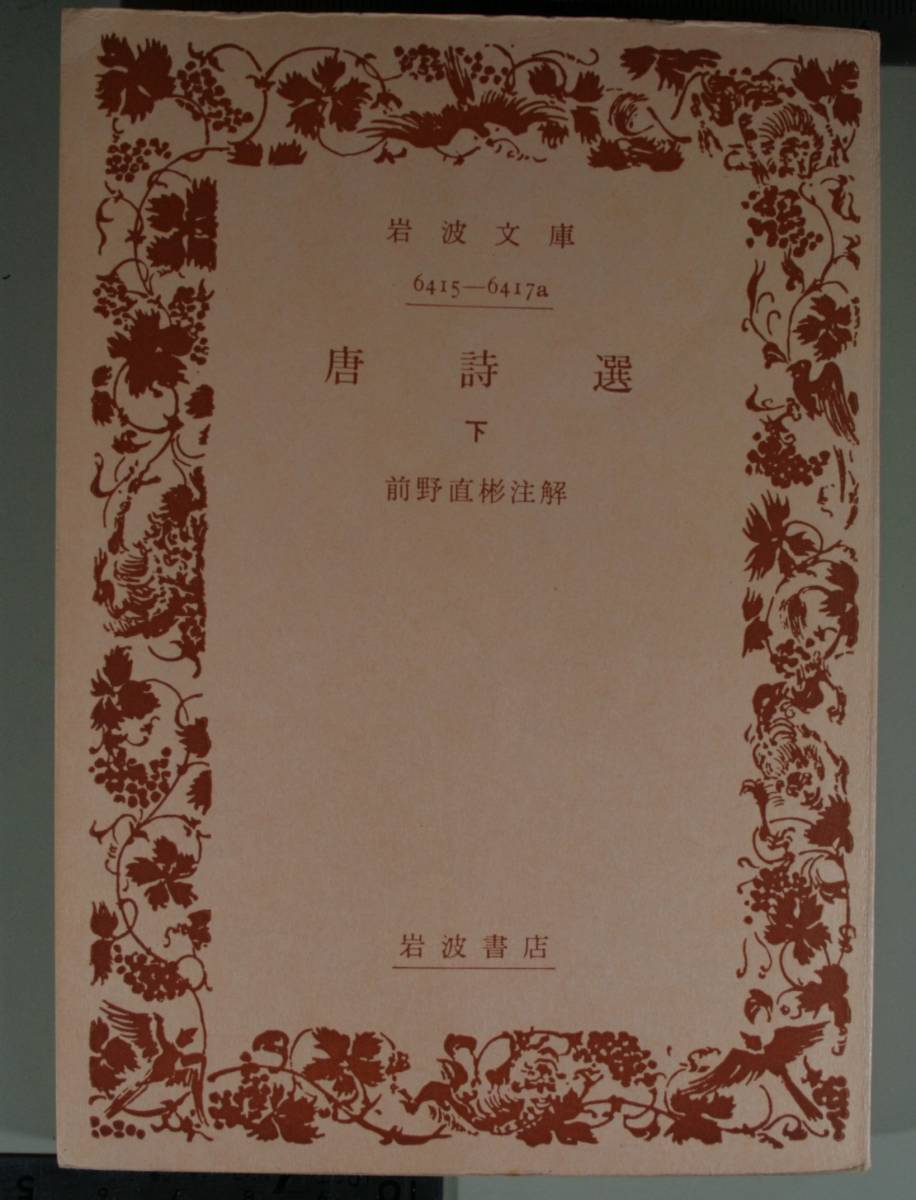 岩波文庫
6415—6417a
唐詩選
下
前野直彬注解
岩波書店